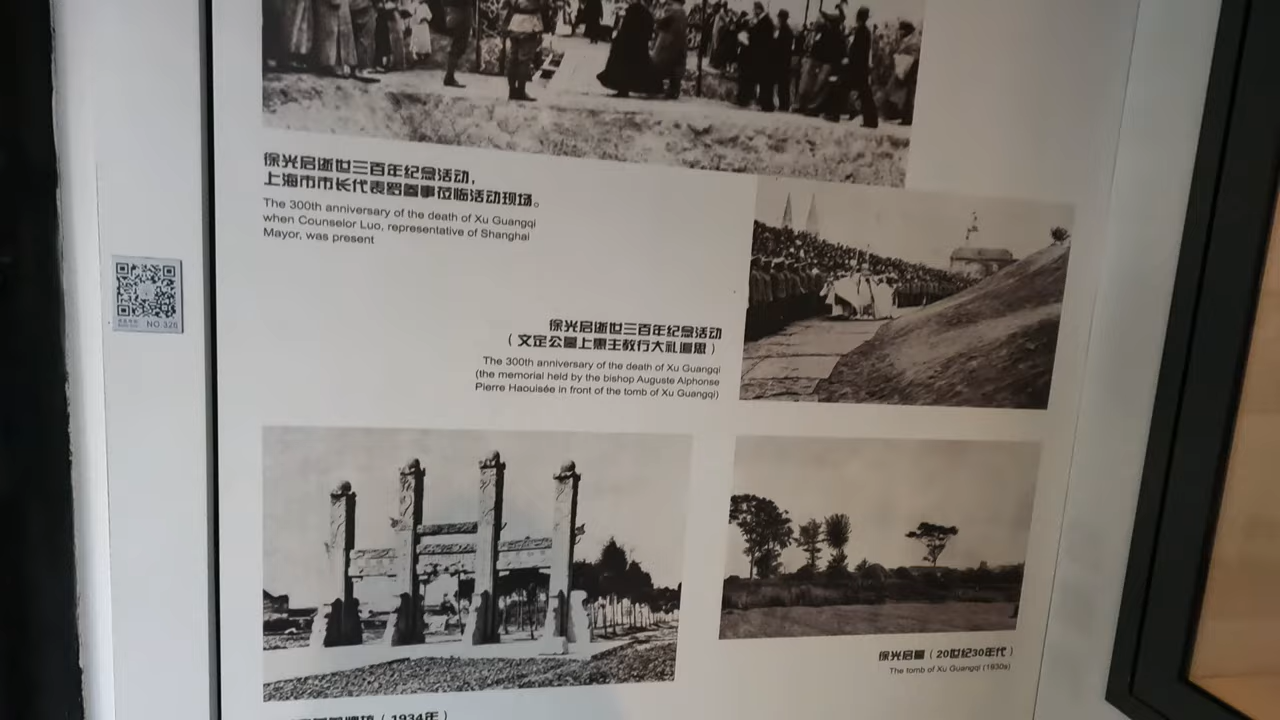 徐光启逝世三百年纪念活动，
上海市市长代表罗参事莅临活动现场。
The 300th anniversary of the death of Xu Guangqi
when Counselor Luo, representative of Shanghai
Mayor, was present
NO.328
徐光启逝世三百年纪念活动
（文定公墓上惠主教行大礼追思）
The 300th anniversary of the death of Xu Guangqi
(the memorial held by the bishop Auguste Alphonse
Pierre Haouisée in front of the tomb of Xu Guangqi)
徐光启墓（20世纪30年代）
The tomb of Xu Guangqi (1930s)
（1934年）